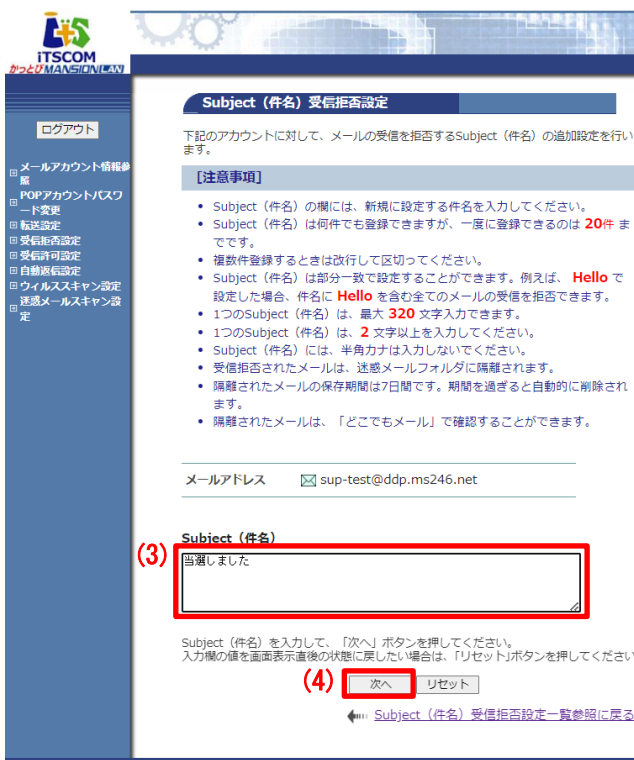 iTSCOM
かっとびMANSIONLAN
ログアウト
メールアカウント情報参
照
POPアカウントパスワ
ード変更
転送設定
受信拒否設定
受信許可設定
自動返信設定
ウィルススキャン設定
迷惑メールスキャン設
定
Subject（件名）受信拒否設定
下記のアカウントに対して、メールの受信を拒否するSubject（件名）の追加設定を行い
ます。
[注意事項]
• Subject（件名）の欄には、新規に設定する件名を入力してください。
• Subject（件名）は何件でも登録できますが、一度に登録できるのは 20件 ま
でです。
• 複数件登録するときは改行して区切ってください。
• Subject（件名）は部分一致で設定することができます。例えば、 Hello で
設定した場合、件名に Hello を含む全てのメールの受信を拒否できます。
• 1つのSubject（件名）は、最大 320 文字入力できます。
• 1つのSubject（件名）は、2 文字以上を入力してください。
• Subject（件名）には、半角カナは入力しないでください。
• 受信拒否されたメールは、迷惑メールフォルダに隔離されます。
• 隔離されたメールの保存期間は7日間です。期間を過ぎると自動的に削除され
ます。
• 隔離されたメールは、「どこでもメール」で確認することができます。
メールアドレス sup-test@ddp.ms246.net
Subject（件名）
(3)
当選しました
Subject（件名）を入力して、「次へ」ボタンを押してください。
入力欄の値を画面表示直後の状態に戻したい場合は、「リセット」ボタンを押してください
(4) 次へ リセット
Subject（件名）受信拒否設定一覧参照に戻る